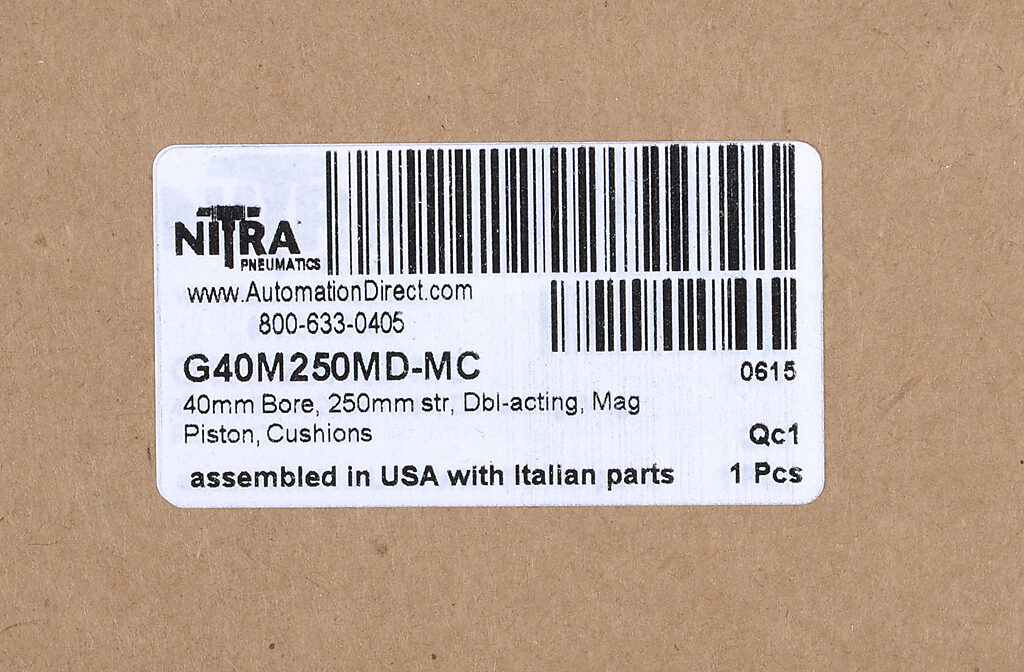 NITRA
PNEUMATICS
www.AutomationDirect.com
800-633-0405
G40M250MD-MC
0615
40mm Bore, 250mm str, Dbl-acting, Mag
Piston, Cushions
Qc1
assembled in USA with Italian parts
1 Pcs